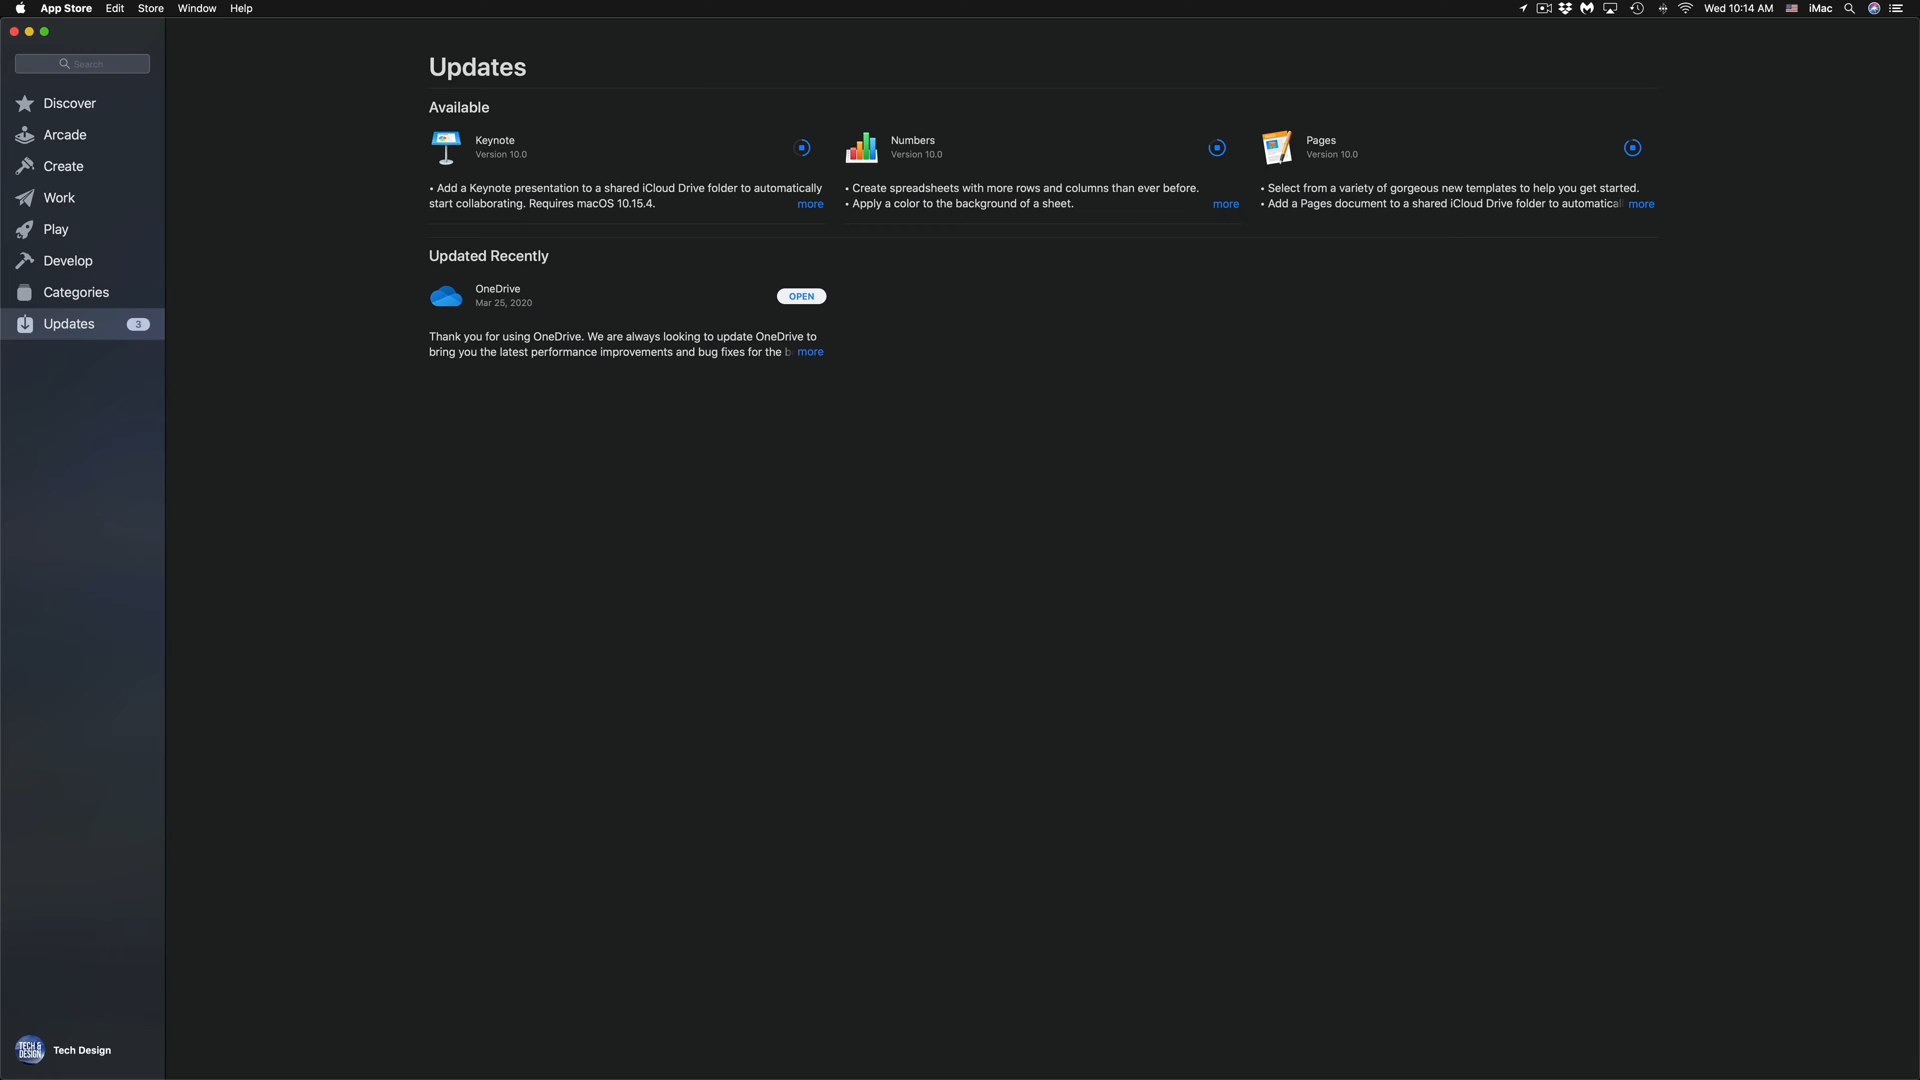 App Store Edit Store Window Help
Wed 10:14 AM iMac
Search
Discover
Arcade
Create
Work
Play
Develop
Categories
Updates 3
TECH &
DESIGN
Tech Design
Updates
Available
Keynote
Version 10.0
• Add a Keynote presentation to a shared iCloud Drive folder to automatically
start collaborating. Requires macOS 10.15.4. more
Numbers
Version 10.0
• Create spreadsheets with more rows and columns than ever before.
• Apply a color to the background of a sheet. more
Pages
Version 10.0
• Select from a variety of gorgeous new templates to help you get started.
• Add a Pages document to a shared iCloud Drive folder to automatical more
Updated Recently
OneDrive
Mar 25, 2020
OPEN
Thank you for using OneDrive. We are always looking to update OneDrive to
bring you the latest performance improvements and bug fixes for the b more